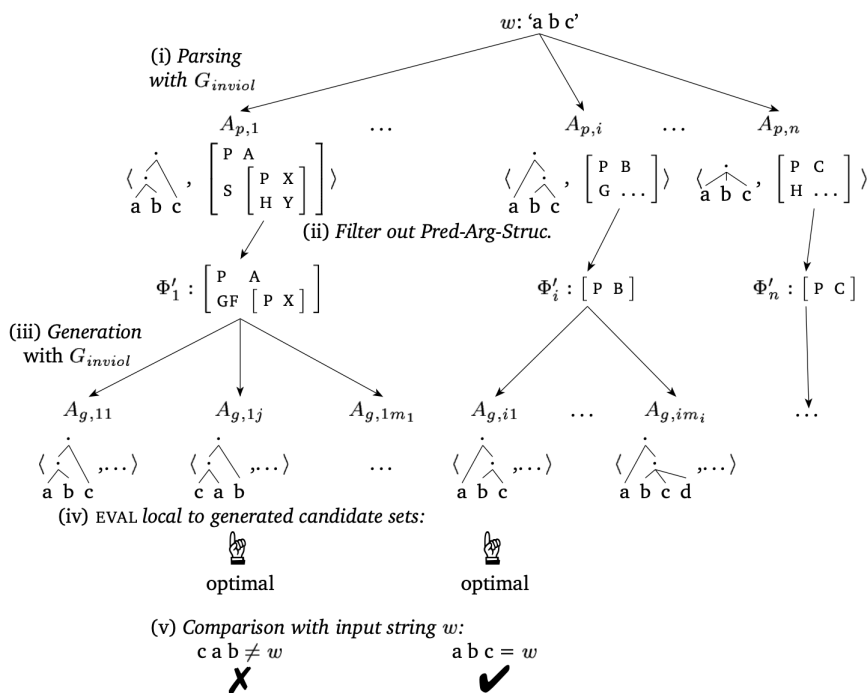 w: ‘a b c’
(i) Parsing
with G_inviol
A_p,1 … A_p,i … A_p,n
⟨ a b c , [ P A S [ P X H Y ] ] ⟩ ⟨ a b c , [ P B G … ] ⟩ ⟨ a b c , [ P C H … ] ⟩
(ii) Filter out Pred-Arg-Struc.
Φ′_1 : [ P A GF [ P X ] ] Φ′_i : [ P B ] Φ′_n : [ P C ]
(iii) Generation
with G_inviol
A_g,11 A_g,1j A_g,1m_1 A_g,i1 … A_g,im_i …
⟨ a b c ,… ⟩ ⟨ c a b ,… ⟩ … ⟨ a b c ,… ⟩ ⟨ a b c d ,… ⟩
(iv) EVAL local to generated candidate sets:
optimal optimal
(v) Comparison with input string w:
c a b ≠ w a b c = w
✗ ✔